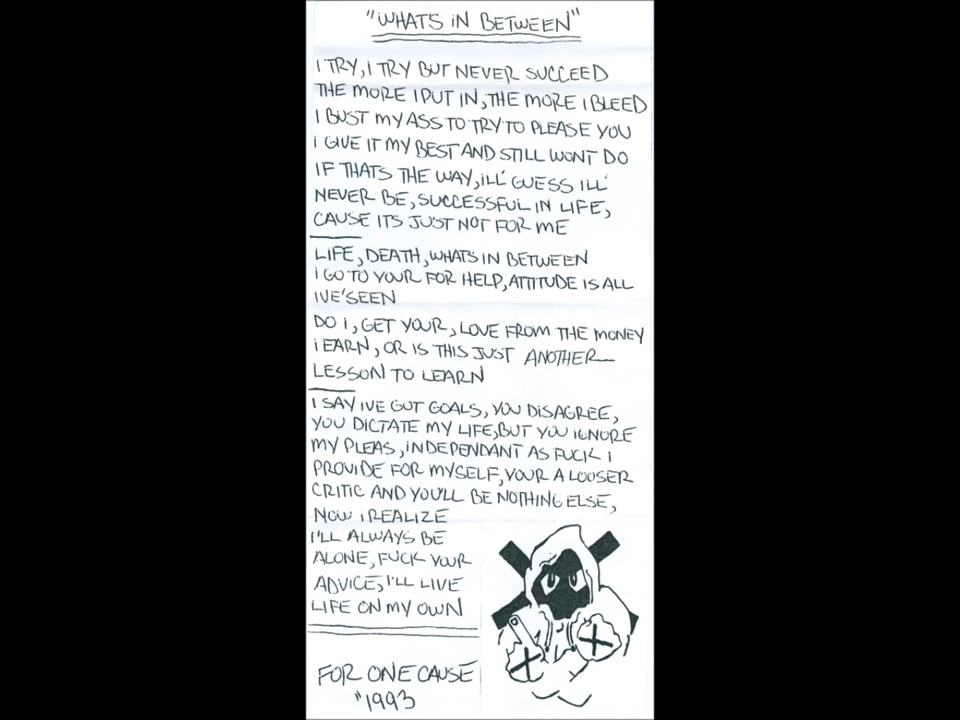 "WHATS IN BETWEEN"
I TRY, I TRY BUT NEVER SUCCEED
THE MORE I PUT IN, THE MORE I BLEED
I BUST MY ASS TO TRY TO PLEASE YOU
I GIVE IT MY BEST AND STILL WONT DO
IF THATS THE WAY, ILL' GUESS ILL'
NEVER BE, SUCCESSFUL IN LIFE,
CAUSE ITS JUST NOT FOR ME
LIFE, DEATH, WHATS IN BETWEEN
I GO TO YOUR FOR HELP, ATTITUDE IS ALL
IVE'SEEN
DO I, GET YOUR, LOVE FROM THE MONEY
I EARN, OR IS THIS JUST ANOTHER
LESSON TO LEARN
I SAY IVE GOT GOALS, YOU DISAGREE,
YOU DICTATE MY LIFE, BUT YOU IGNORE
MY PLEAS, INDEPENDANT AS FUCK I
PROVIDE FOR MYSELF, YOUR A LOOSER
CRITIC AND YOU'LL BE NOTHING ELSE,
NOW I REALIZE
I'LL ALWAYS BE
ALONE, FUCK YOUR
ADVICE, I'LL LIVE
LIFE ON MY OWN
FOR ONE CAUSE
"1993